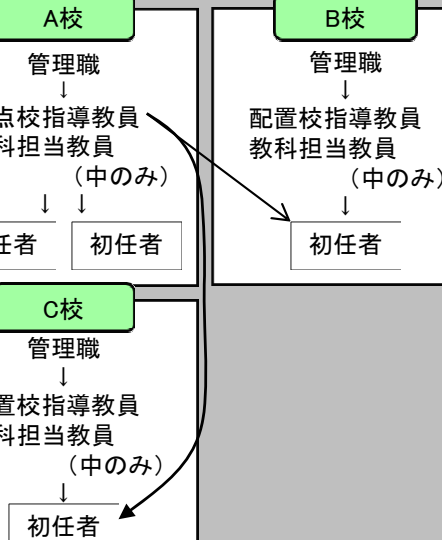 A校
管理職
↓
点校指導教員
科担当教員
（中のみ）
↓ ↓
任者 初任者
B校
管理職
↓
配置校指導教員
教科担当教員
（中のみ）
↓
初任者
C校
管理職
↓
置校指導教員
科担当教員
（中のみ）
↓
初任者